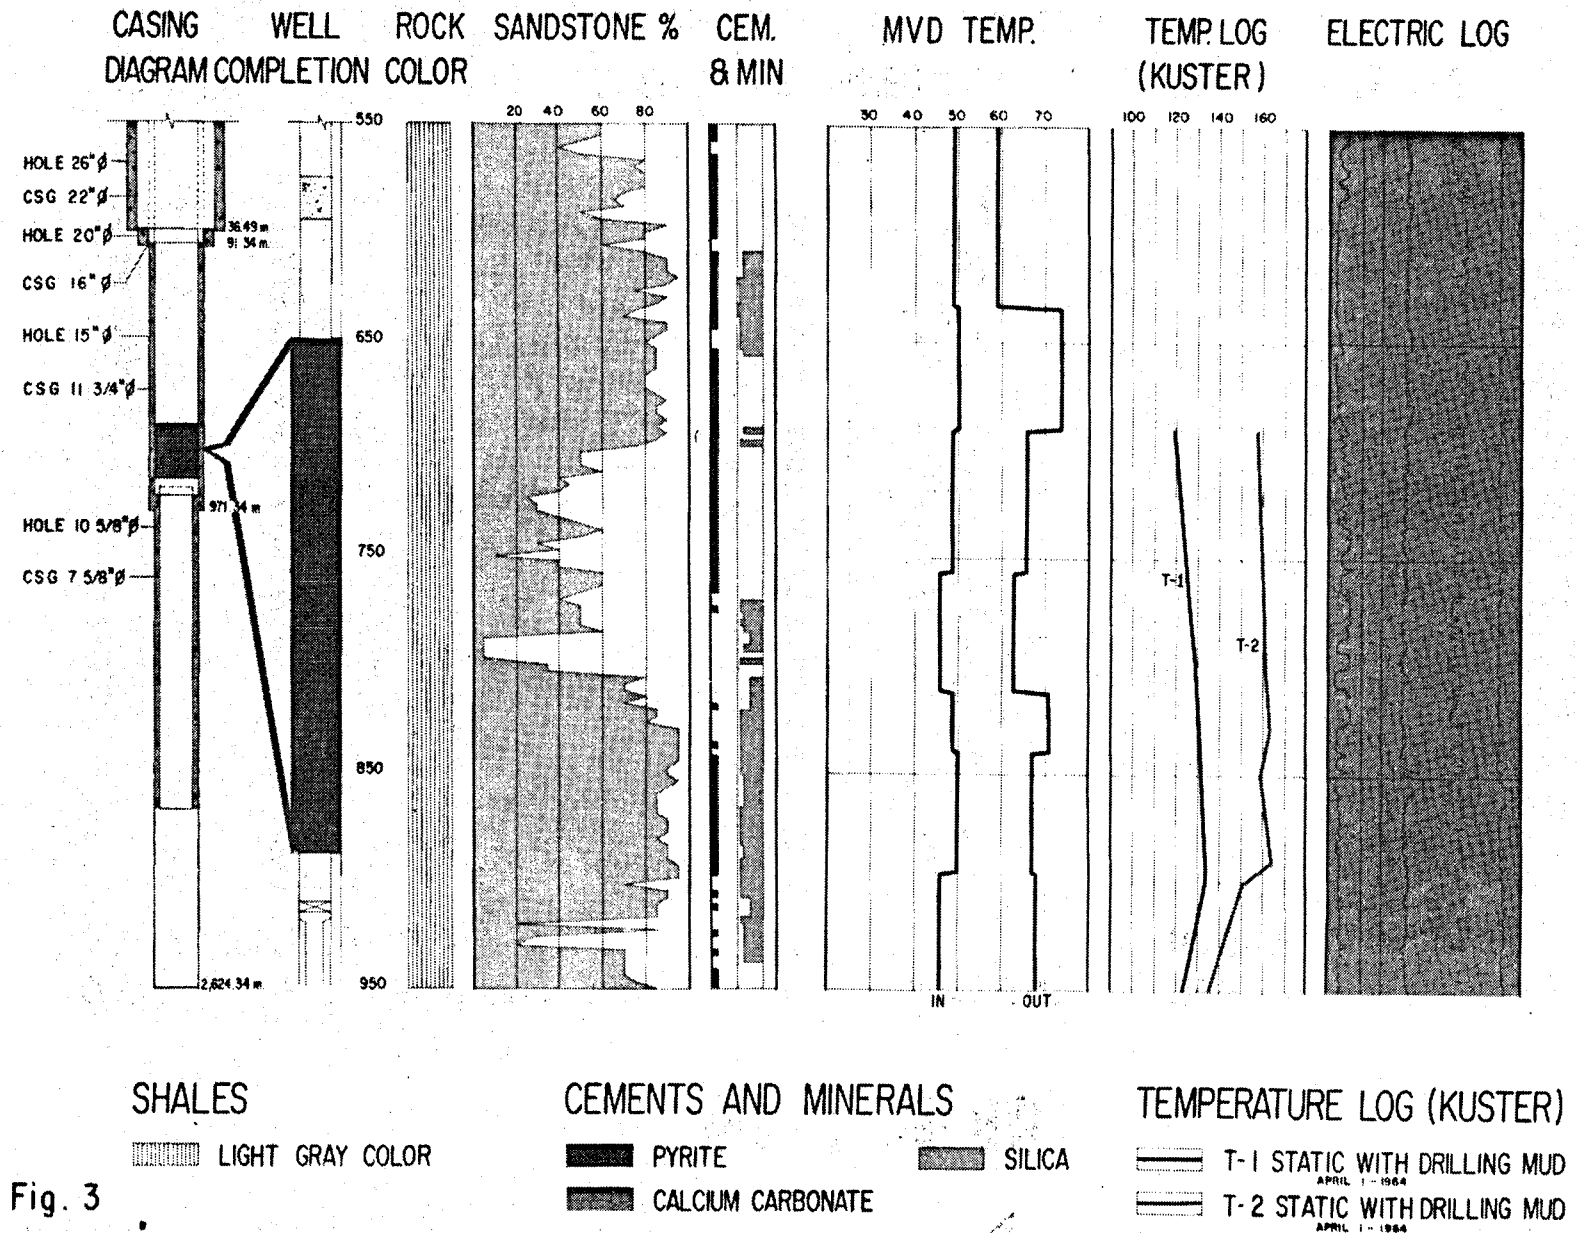 CASING WELL ROCK SANDSTONE % CEM. MVD TEMP. TEMP. LOG ELECTRIC LOG
DIAGRAM COMPLETION COLOR & MIN (KUSTER)
20 40 60 80
30 40 50 60 70
100 120 140 160
550
HOLE 26"Ø
CSG 22"Ø
36.49 m
HOLE 20"Ø
91.34 m
CSG 16"Ø
HOLE 15"Ø
650
CSG 11 3/4"Ø
971.34 m
HOLE 10 5/8"Ø
750
CSG 7 5/8"Ø
T-1
T-2
850
2,624.34 m
950
IN OUT
SHALES
LIGHT GRAY COLOR
CEMENTS AND MINERALS
PYRITE
SILICA
CALCIUM CARBONATE
TEMPERATURE LOG (KUSTER)
T-1 STATIC WITH DRILLING MUD
APRIL 1-1964
T-2 STATIC WITH DRILLING MUD
APRIL 1-1964
Fig. 3